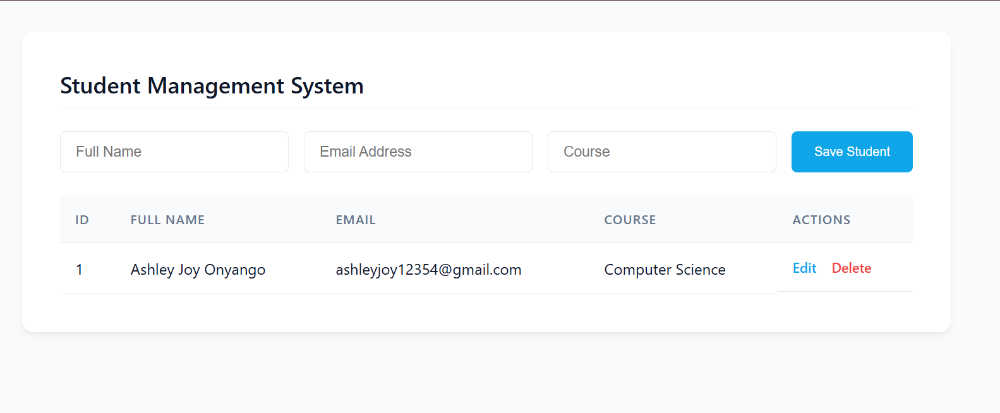 Student Management System
Full Name Email Address Course Save Student
ID FULL NAME EMAIL COURSE ACTIONS
1 Ashley Joy Onyango ashleyjoy12354@gmail.com Computer Science Edit Delete